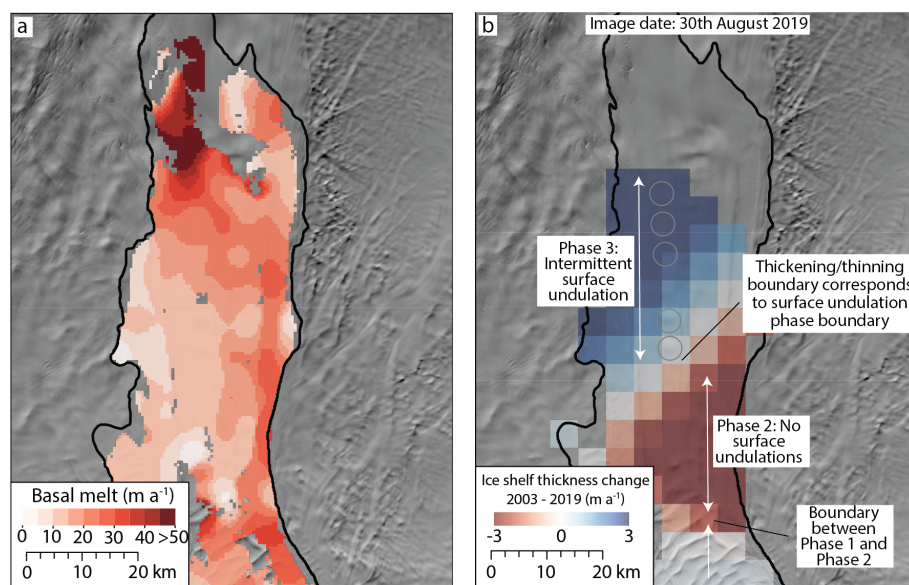 a
Basal melt (m a⁻¹)
0 10 20 30 40 >50
0 10 20 km
b
Image date: 30th August 2019
Phase 3:
Intermittent
surface
undulation
Thickening/thinning
boundary corresponds
to surface undulation
phase boundary
Phase 2: No
surface
undulations
Ice shelf thickness change
2003 - 2019 (m a⁻¹)
-3 0 3
0 10 20 km
Boundary
between
Phase 1 and
Phase 2